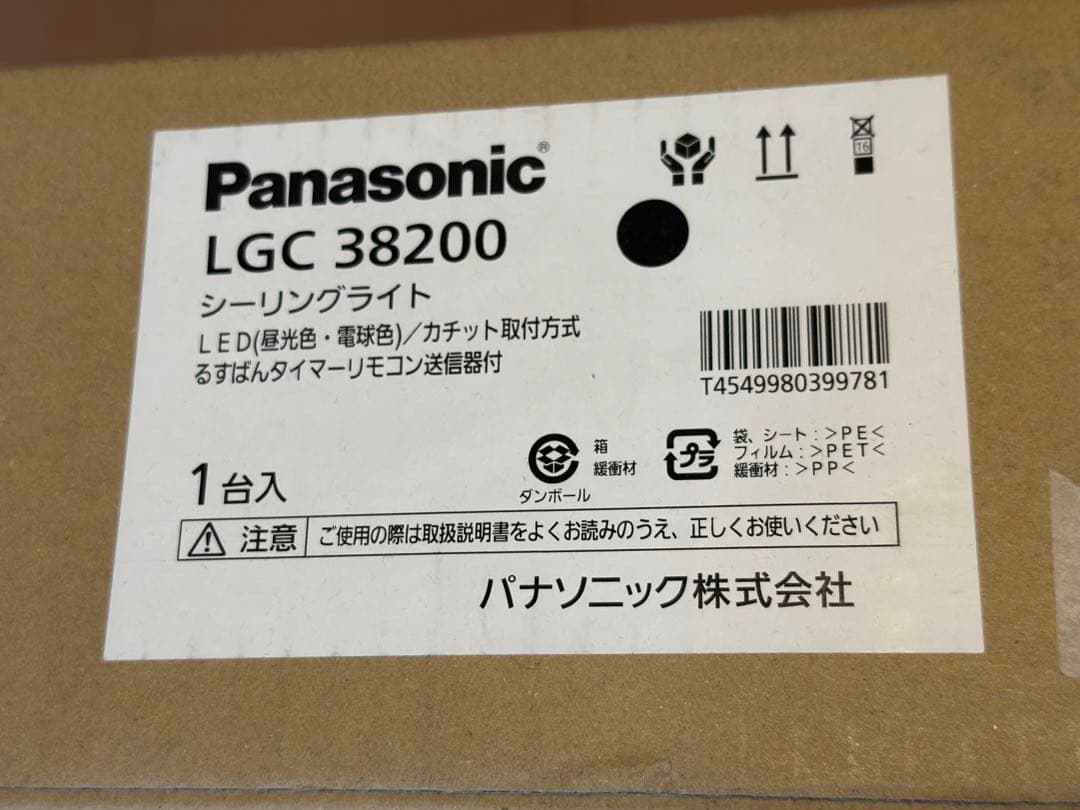 Panasonic®
LGC 38200
シーリングライト
LED(昼光色・電球色)/カチット取付方式
るすばんタイマーリモコン送信器付
16
T4549980399781
1台入
箱
緩衝材
ダンボール
プラ
袋、シート:>PE<
フィルム:>PET<
緩衝材:>PP<
注意
ご使用の際は取扱説明書をよくお読みのうえ、正しくお使いください
パナソニック株式会社